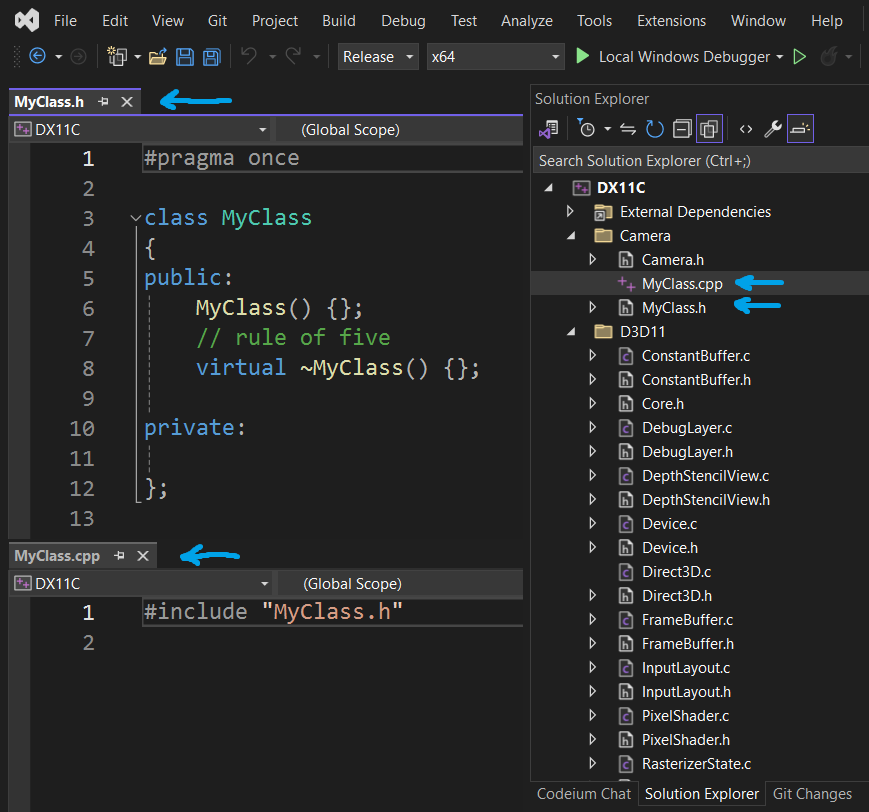 File Edit View Git Project Build Debug Test Analyze Tools Extensions Window Help
Release x64 Local Windows Debugger
MyClass.h
DX11C (Global Scope)
1 #pragma once
2
3 class MyClass
4 {
5 public:
6 MyClass() {};
7 // rule of five
8 virtual ~MyClass() {};
9
10 private:
11
12 };
13
MyClass.cpp
DX11C (Global Scope)
1 #include "MyClass.h"
2
Solution Explorer
Search Solution Explorer (Ctrl+;)
DX11C
External Dependencies
Camera
Camera.h
MyClass.cpp
MyClass.h
D3D11
ConstantBuffer.c
ConstantBuffer.h
Core.h
DebugLayer.c
DebugLayer.h
DepthStencilView.c
DepthStencilView.h
Device.c
Device.h
Direct3D.c
Direct3D.h
FrameBuffer.c
FrameBuffer.h
InputLayout.c
InputLayout.h
PixelShader.c
PixelShader.h
RasterizerState.c
Codeium Chat Solution Explorer Git Changes